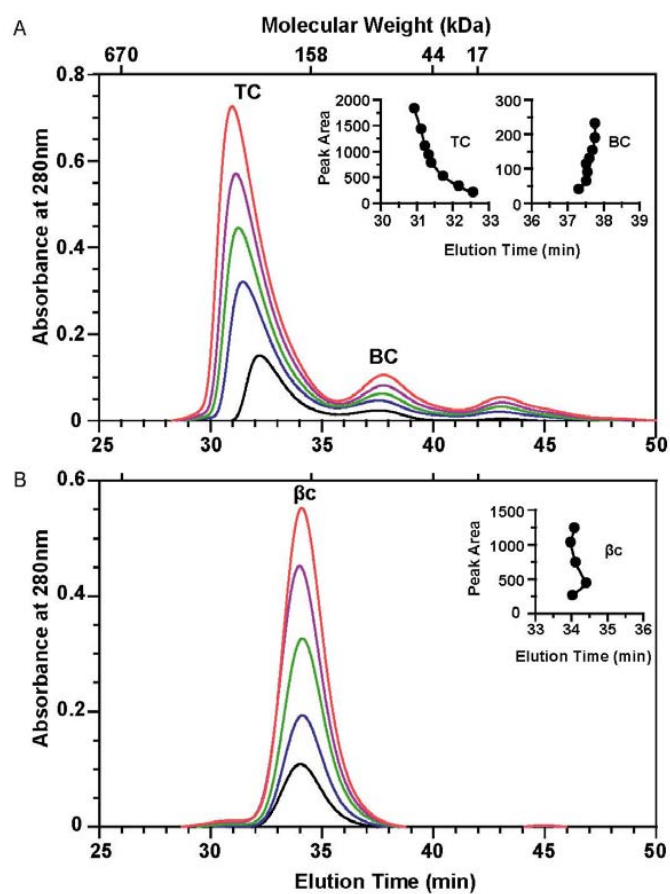 A
Molecular Weight (kDa)
670 158 44 17
0.8
0.6
0.4
0.2
0
Absorbance at 280nm
TC
BC
2000
1500
1000
500
0
Peak Area
TC
30 31 32 33
300
200
100
0
BC
36 37 38 39
Elution Time (min)
25 30 35 40 45 50
B
0.6
0.4
0.2
0
Absorbance at 280nm
βc
1500
1000
500
0
Peak Area
βc
33 34 35 36
Elution Time (min)
25 30 35 40 45 50
Elution Time (min)